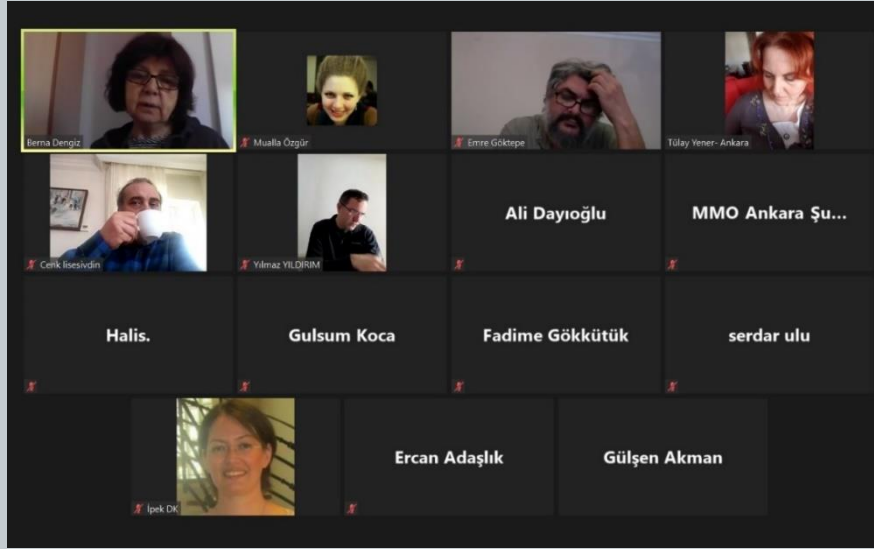 Berna Dengiz
Mualla Özgür
Emre Göktepe
Tülay Yener- Ankara
Cenk İisesivdin
Yılmaz YILDIRIM
Ali Dayıoğlu
MMO Ankara Şu...
Halis.
Gulsum Koca
Fadime Gökkütük
serdar ulu
İpek DK
Ercan Adaşlık
Gülşen Akman